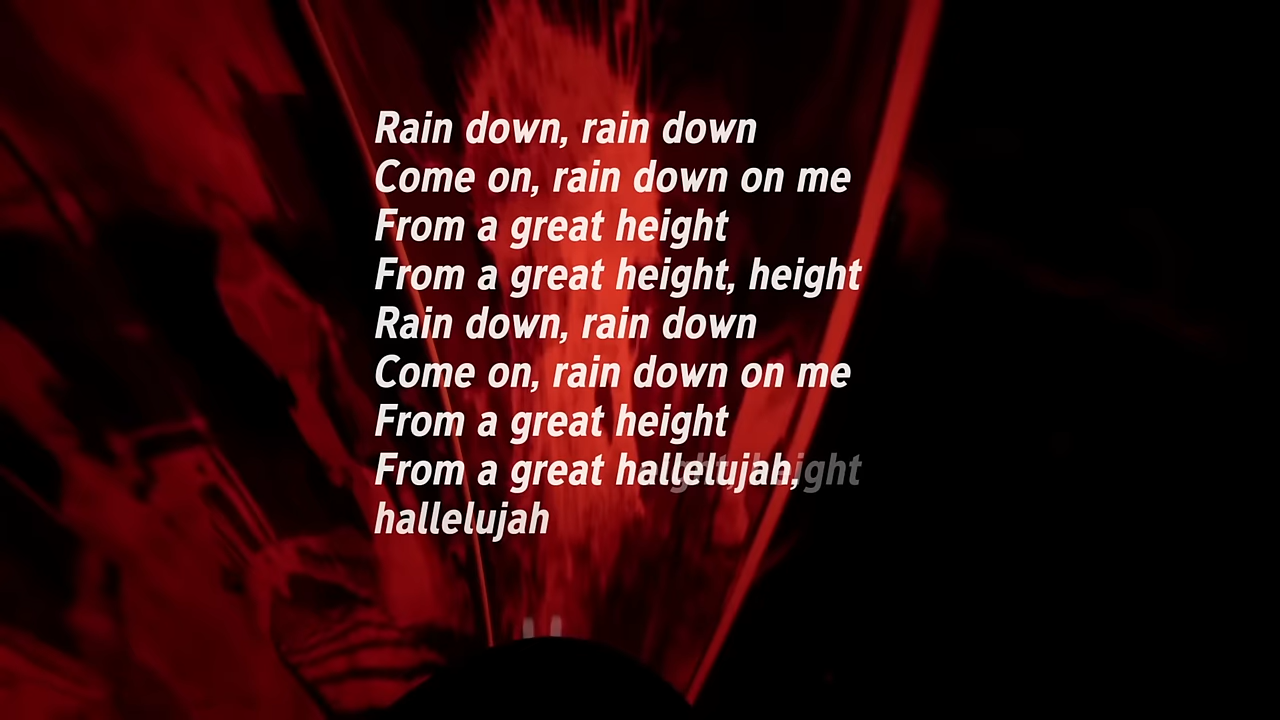 Rain down, rain down
Come on, rain down on me
From a great height
From a great height, height
Rain down, rain down
Come on, rain down on me
From a great height
From a great hallelujah,
hallelujah